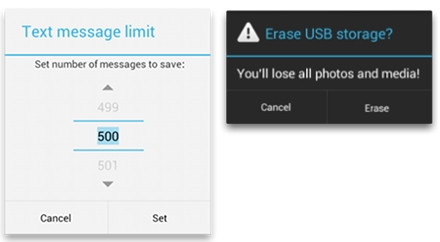 Text message limit
Set number of messages to save:
499
500
501
Cancel Set
Erase USB storage?
You'll lose all photos and media!
Cancel Erase